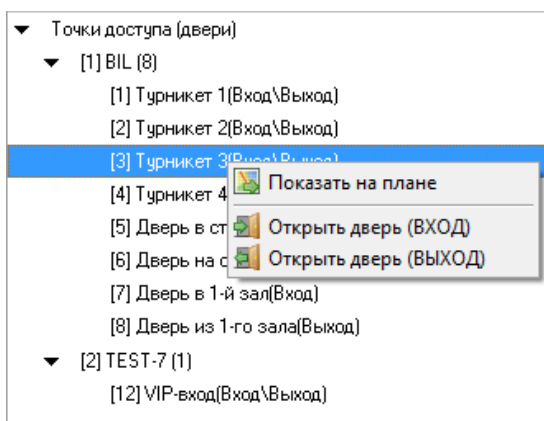 Точки доступа (двери)
[1] BIL (8)
[1] Турникет 1(Вход\Выход)
[2] Турникет 2(Вход\Выход)
[3] Турникет 3(Вход\Выход)
Показать на плане
[4] Турникет 4
[5] Дверь в
Открыть дверь (ВХОД)
[6] Дверь на
Открыть дверь (ВЫХОД)
[7] Дверь в 1-й зал(Вход)
[8] Дверь из 1-го зала(Выход)
[2] TEST-7 (1)
[12] VIP-вход(Вход\Выход)